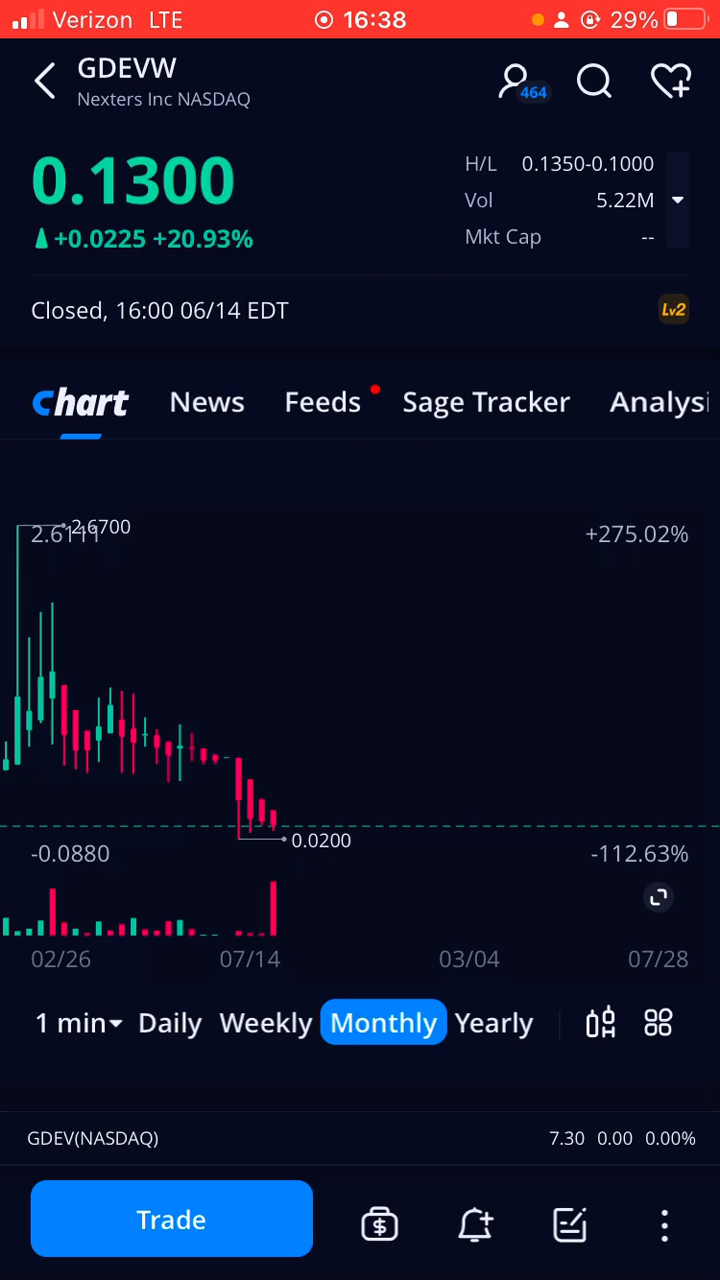 Verizon LTE 16:38 29%
GDEVW
Nexters Inc NASDAQ
464
0.1300
+0.0225 +20.93%
H/L 0.1350-0.1000
Vol 5.22M
Mkt Cap --
Closed, 16:00 06/14 EDT
Lv2
Chart News Feeds Sage Tracker Analysi
2.6700
2.6111 +275.02%
0.0200
-0.0880 -112.63%
02/26 07/14 03/04 07/28
1 min Daily Weekly Monthly Yearly
GDEV(NASDAQ) 7.30 0.00 0.00%
Trade